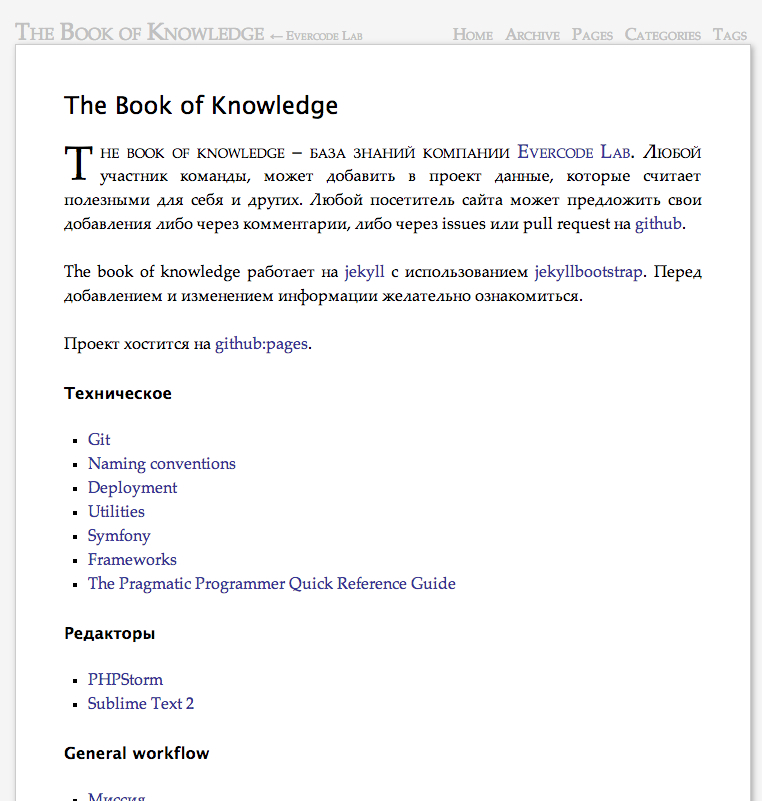 The Book of Knowledge ← Evercode Lab Home Archive Pages Categories Tags
The Book of Knowledge
The book of knowledge — база знаний компании Evercode Lab. Любой
участник команды, может добавить в проект данные, которые считает
полезными для себя и других. Любой посетитель сайта может предложить свои
добавления либо через комментарии, либо через issues или pull request на github.
The book of knowledge работает на jekyll с использованием jekyllbootstrap. Перед
добавлением и изменением информации желательно ознакомиться.
Проект хостится на github:pages.
Техническое
Git
Naming conventions
Deployment
Utilities
Symfony
Frameworks
The Pragmatic Programmer Quick Reference Guide
Редакторы
PHPStorm
Sublime Text 2
General workflow
Миссия